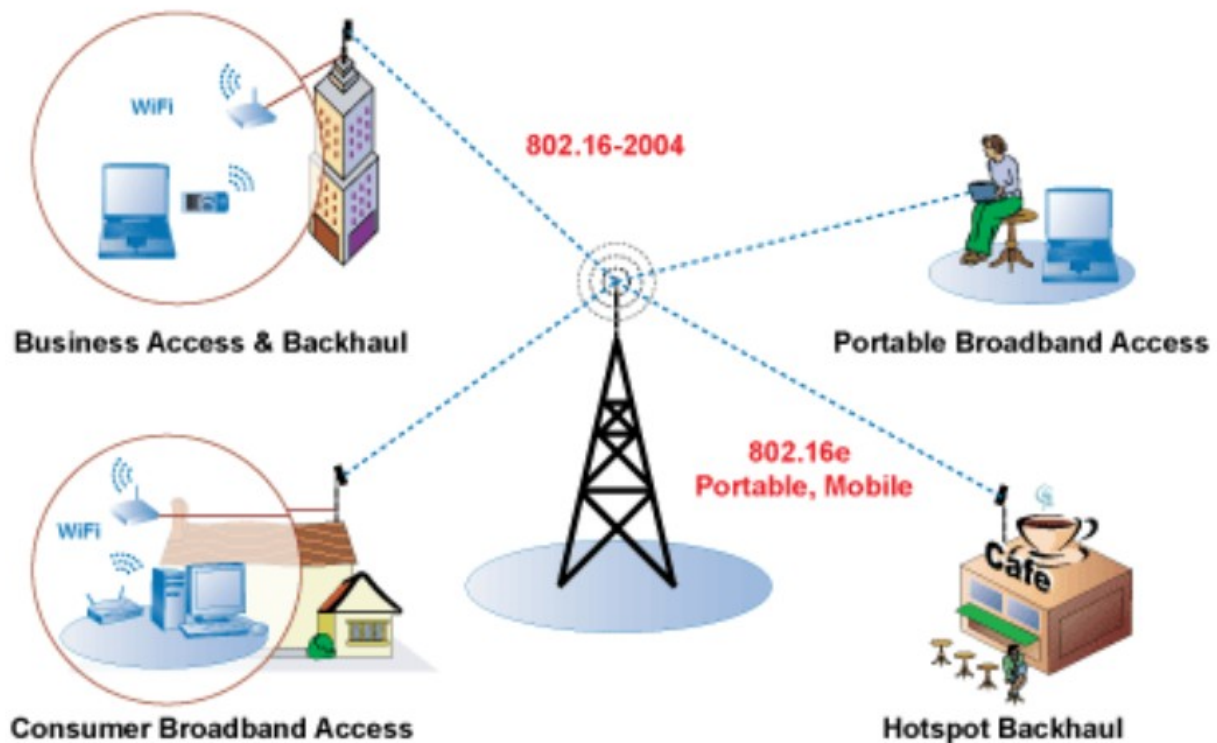 WiFi
802.16-2004
Business Access & Backhaul
Portable Broadband Access
802.16e
Portable, Mobile
WiFi
Cafe
Consumer Broadband Access
Hotspot Backhaul